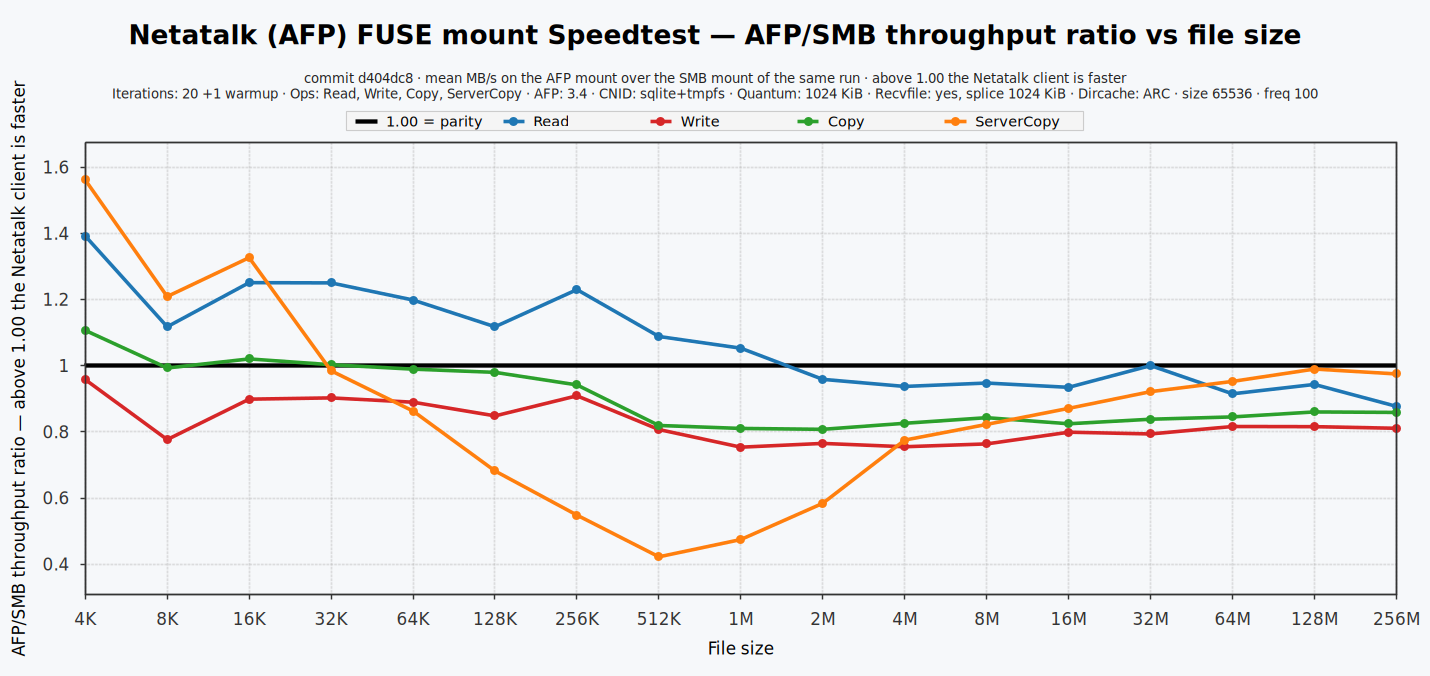 Netatalk (AFP) FUSE mount Speedtest — AFP/SMB throughput ratio vs file size
commit d404dc8 · mean MB/s on the AFP mount over the SMB mount of the same run · above 1.00 the Netatalk client is faster
Iterations: 20 +1 warmup · Ops: Read, Write, Copy, ServerCopy · AFP: 3.4 · CNID: sqlite+tmpfs · Quantum: 1024 KiB · Recvfile: yes, splice 1024 KiB · Dircache: ARC · size 65536 · freq 100
1.00 = parity Read Write Copy ServerCopy
AFP/SMB throughput ratio — above 1.00 the Netatalk client is faster
1.6
1.4
1.2
1
0.8
0.6
0.4
4K 8K 16K 32K 64K 128K 256K 512K 1M 2M 4M 8M 16M 32M 64M 128M 256M
File size